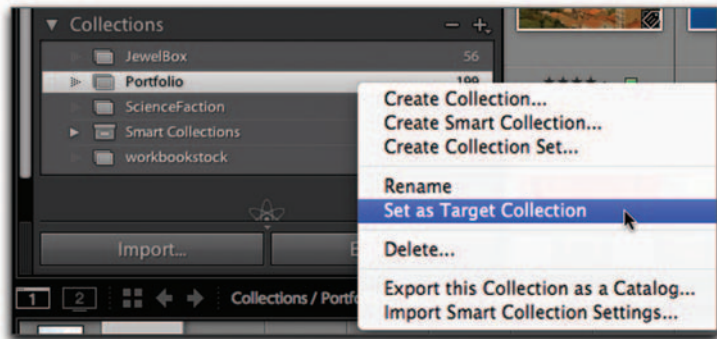 Collections
JewelBox 56
Portfolio 199
ScienceFaction
Smart Collections
workbookstock
Import...
1 2 Collections /
Create Collection...
Create Smart Collection...
Create Collection Set...
Rename
Set as Target Collection
Delete...
Export this Collection as a Catalog...
Import Smart Collection Settings...